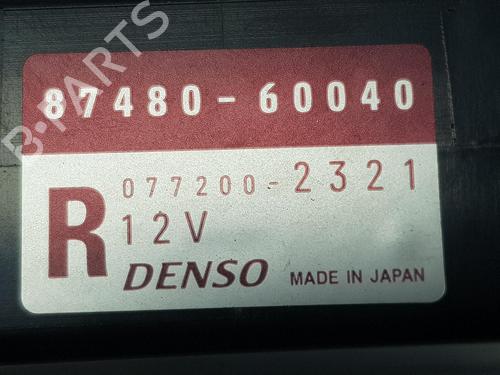 B-PARTS
87480-60040
R
077200-2321
12V
DENSO MADE IN JAPAN